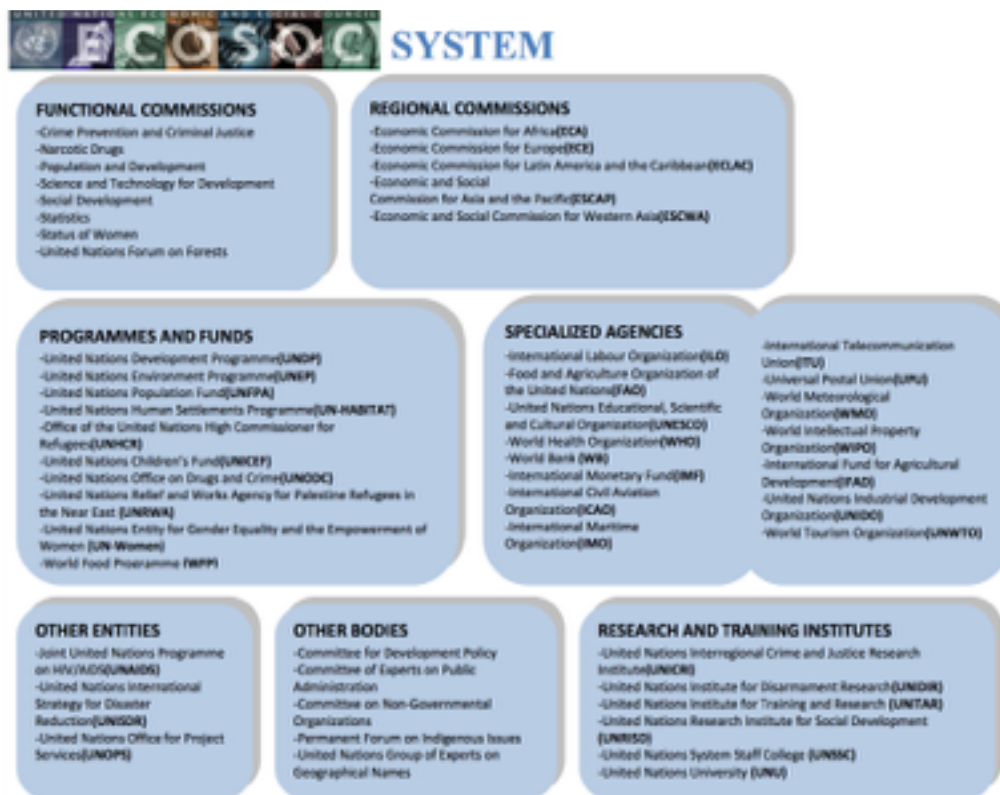 UNITED NATIONS ECONOMIC AND SOCIAL COUNCIL
ECOSOC SYSTEM
FUNCTIONAL COMMISSIONS
-Crime Prevention and Criminal Justice
-Narcotic Drugs
-Population and Development
-Science and Technology for Development
-Social Development
-Statistics
-Status of Women
-United Nations Forum on Forests
REGIONAL COMMISSIONS
-Economic Commission for Africa(ECA)
-Economic Commission for Europe(ECE)
-Economic Commission for Latin America and the Caribbean(ECLAC)
-Economic and Social
Commission for Asia and the Pacific(ESCAP)
-Economic and Social Commission for Western Asia(ESCWA)
PROGRAMMES AND FUNDS
-United Nations Development Programme(UNDP)
-United Nations Environment Programme(UNEP)
-United Nations Population Fund(UNFPA)
-United Nations Human Settlements Programme(UN-HABITAT)
-Office of the United Nations High Commissioner for
Refugees(UNHCR)
-United Nations Children's Fund(UNICEF)
-United Nations Office on Drugs and Crime(UNODC)
-United Nations Relief and Works Agency for Palestine Refugees in
the Near East (UNRWA)
-United Nations Entity for Gender Equality and the Empowerment of
Women (UN-Women)
-World Food Programme (WFP)
SPECIALIZED AGENCIES
-International Labour Organization(ILO)
-Food and Agriculture Organization of
the United Nations(FAO)
-United Nations Educational, Scientific
and Cultural Organization(UNESCO)
-World Health Organization(WHO)
-World Bank (WB)
-International Monetary Fund(IMF)
-International Civil Aviation
Organization(ICAO)
-International Maritime
Organization(IMO)
-International Telecommunication
Union(ITU)
-Universal Postal Union(UPU)
-World Meteorological
Organization(WMO)
-World Intellectual Property
Organization(WIPO)
-International Fund for Agricultural
Development(IFAD)
-United Nations Industrial Development
Organization(UNIDO)
-World Tourism Organization(UNWTO)
OTHER ENTITIES
-Joint United Nations Programme
on HIV/AIDS(UNAIDS)
-United Nations International
Strategy for Disaster
Reduction(UNISDR)
-United Nations Office for Project
Services(UNOPS)
OTHER BODIES
-Committee for Development Policy
-Committee of Experts on Public
Administration
-Committee on Non-Governmental
Organizations
-Permanent Forum on Indigenous Issues
-United Nations Group of Experts on
Geographical Names
RESEARCH AND TRAINING INSTITUTES
-United Nations Interregional Crime and Justice Research
Institute(UNICRI)
-United Nations Institute for Disarmament Research(UNIDIR)
-United Nations Institute for Training and Research (UNITAR)
-United Nations Research Institute for Social Development
(UNRISD)
-United Nations System Staff College (UNSSC)
-United Nations University (UNU)